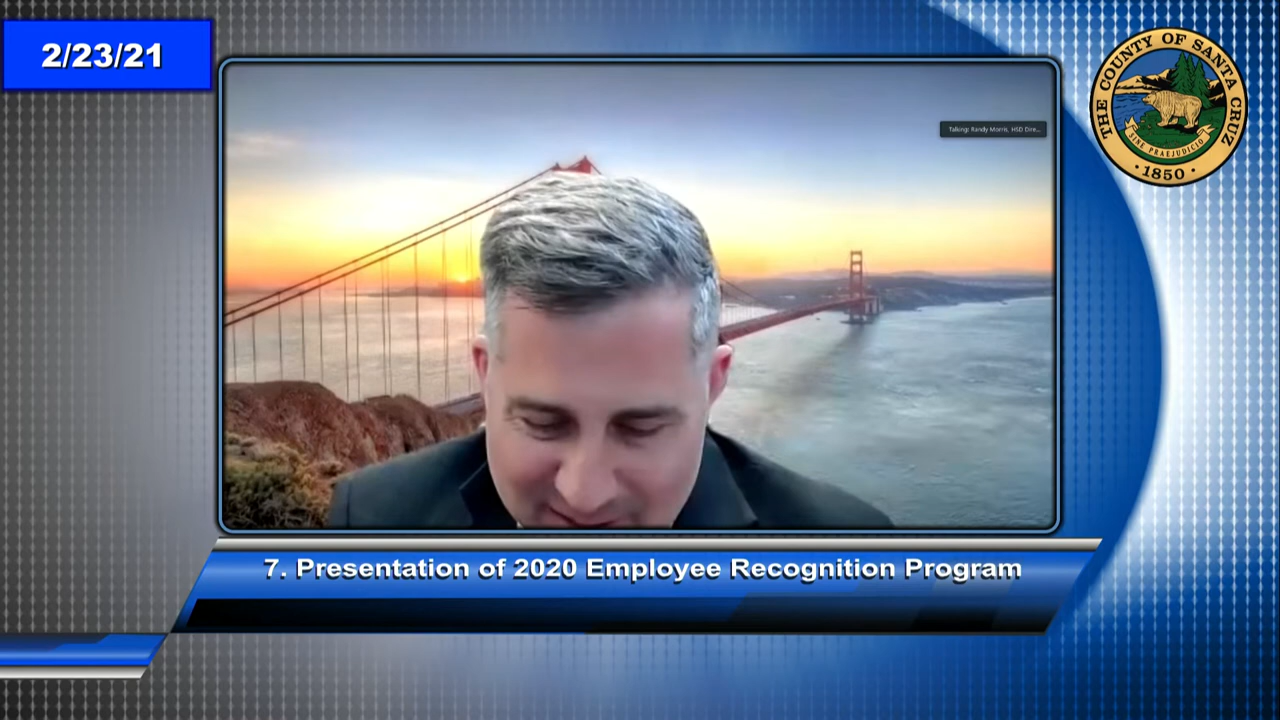 2/23/21
Talking: Randy Morris, HSD Dire...
THE COUNTY OF SANTA CRUZ
SINE PRAEJUDICIO
• 1850 •
7. Presentation of 2020 Employee Recognition Program